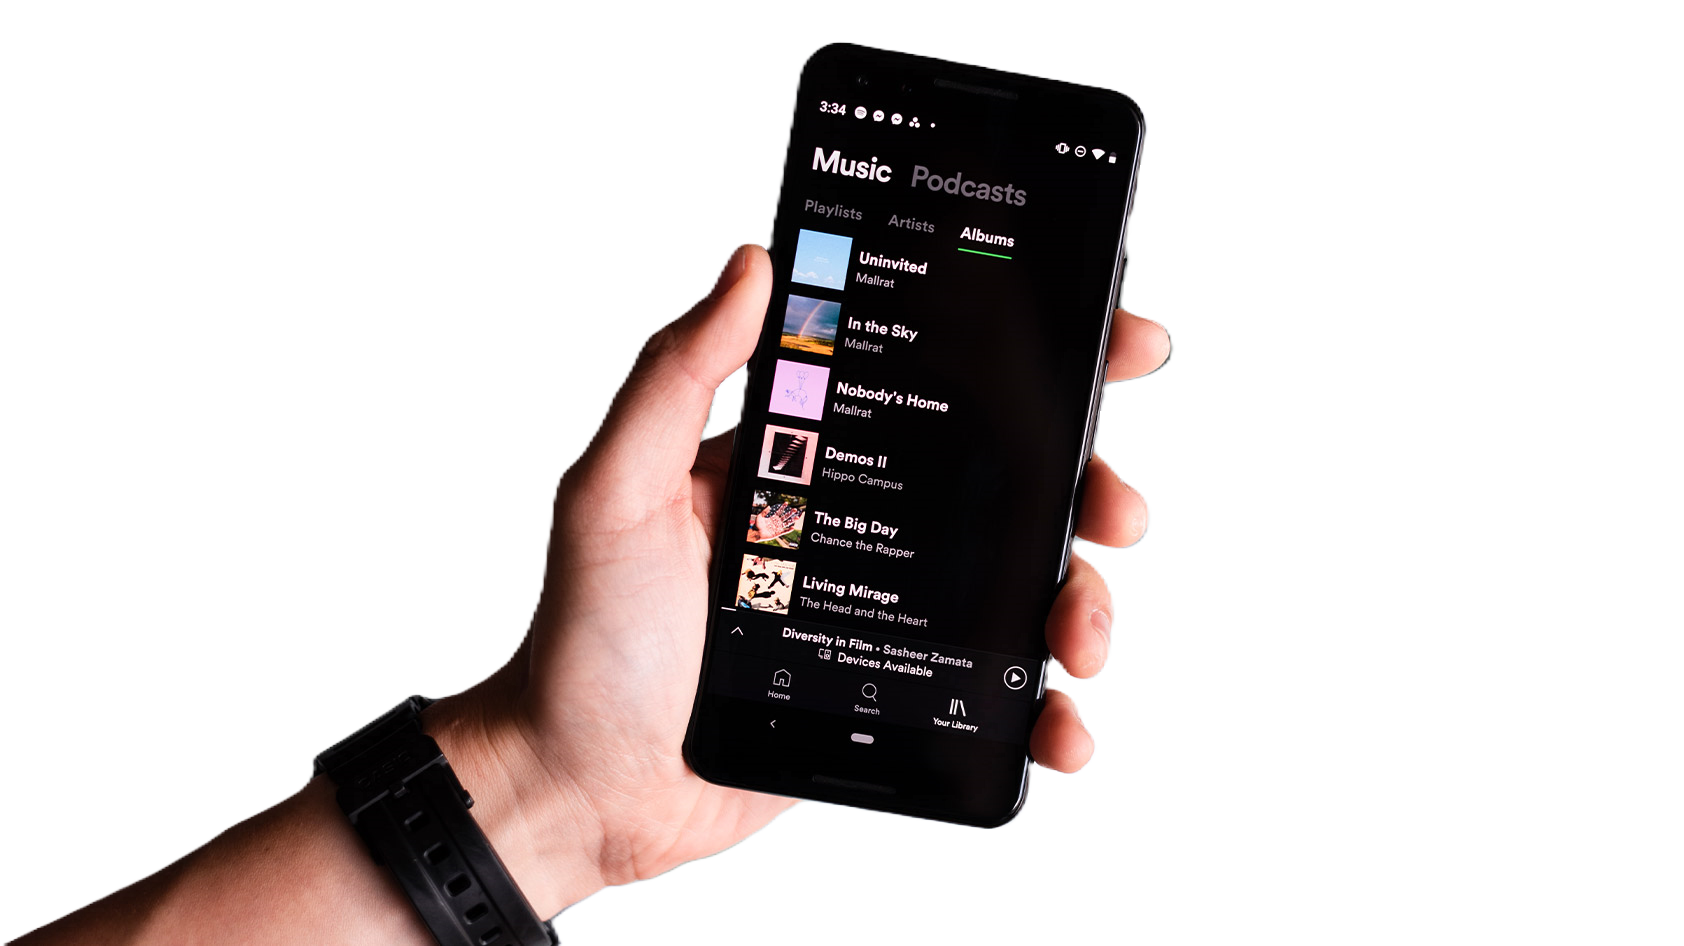 3:34
Music Podcasts
Playlists Artists Albums
Uninvited
Mallrat
In the Sky
Mallrat
Nobody's Home
Mallrat
Demos II
Hippo Campus
The Big Day
Chance the Rapper
Living Mirage
The Head and the Heart
Diversity in Film • Sasheer Zamata
Devices Available
Home Search Your Library